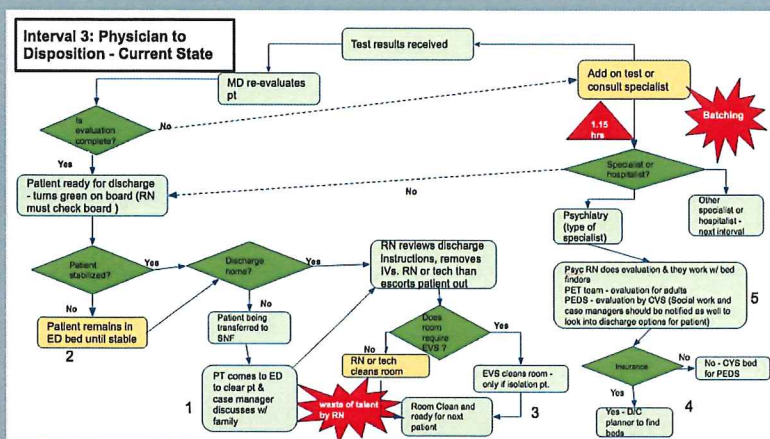 Interval 3: Physician to
Disposition - Current State
Test results received
MD re-evaluates
pt
Add on test or
consult specialist
Batching
1.15
hrs
Is
evaluation
complete?
No
Yes
Specialist or
hospitalist?
No
Patient ready for discharge
- turns green on board (RN
must check board )
Psychiatry
(type of
specialist)
Other
specialist or
hospitalist -
next interval
Patient
stabilized?
Yes
Discharge
home?
Yes
RN reviews discharge
Instructions, removes
IVs. RN or tech than
escorts patient out
Psyc RN does evaluation & they work w/ bed
findors
PET team - evaluation for adults
PEDS - evaluation by CVS (Social work and
case managers should be notified as well to
look into discharge options for patient)
5
No
No
Patient remains in
ED bed until stable
2
Patient being
transferred to
SNF
Does
room
require
EVS ?
Yes
No
RN or tech
cleans room
EVS cleans room -
only if isolation pt.
3
Insurance
No
No - CYS bed
for PEDS
Yes
4
Yes - D/C
planner to
find beds
1
PT comes to ED
to clear pt &
case manager
discusses w/
family
waste of talent
by RN
Room Clean and
ready for next
patient